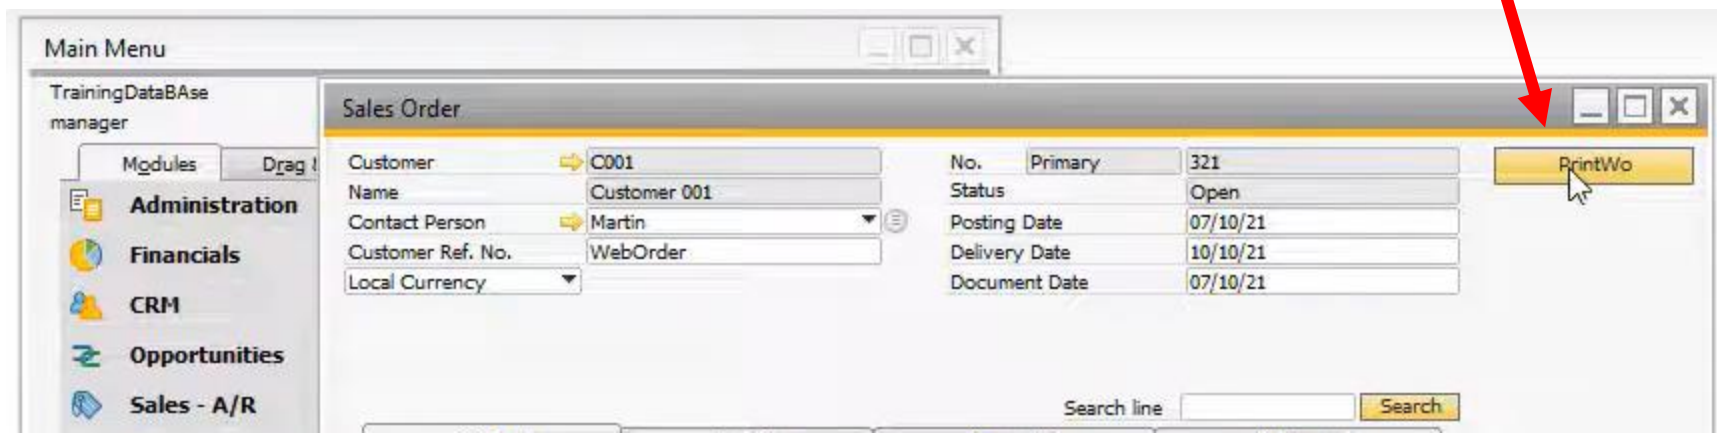 Main Menu
TrainingDataBAse
manager
Modules Drag
Administration
Financials
CRM
Opportunities
Sales - A/R
Sales Order
Customer C001
Name Customer 001
Contact Person Martin
Customer Ref. No. WebOrder
Local Currency
No. Primary 321
Status Open
Posting Date 07/10/21
Delivery Date 10/10/21
Document Date 07/10/21
PrintWo
Search line Search